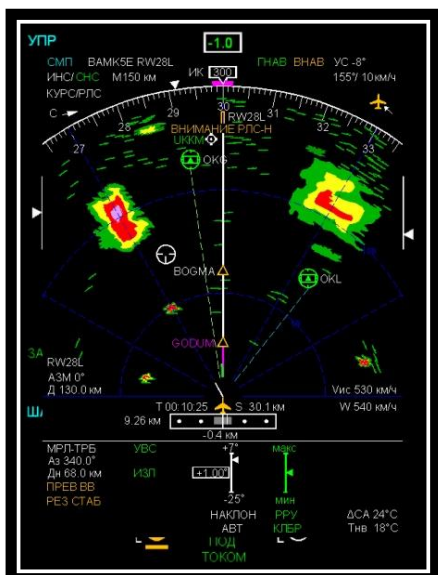 УПР -1.0
СМП ВАМК5Е RW28L ИК 300 ГНАВ ВНАВ УС -8°
ИНС/СНС М150 км 155°/ 10км/ч
КУРС/РЛС
С
27 28 29 30 31 32 33
RW28L
ВНИМАНИЕ РЛС-Н
UKKM
OKG
BOGMA
OKL
GODUM
ЗА
RW28L
АЗМ 0°
Д 130.0 км
Vис 530 км/ч
Т 00:10:25 S 30.1 км W 540 км/ч
9.26 км
-0.4 км
МРЛ-ТРБ УВС +7° макс
Аз 340.0°
Дн 68.0 км ИЗЛ +1.00°
ПРЕВ ВВ
РЕЗ СТАБ -25° мин
НАКЛОН РРУ ΔСА 24°С
АВТ КЛБР Тнв 18°С
ПОД
ТОКОМ